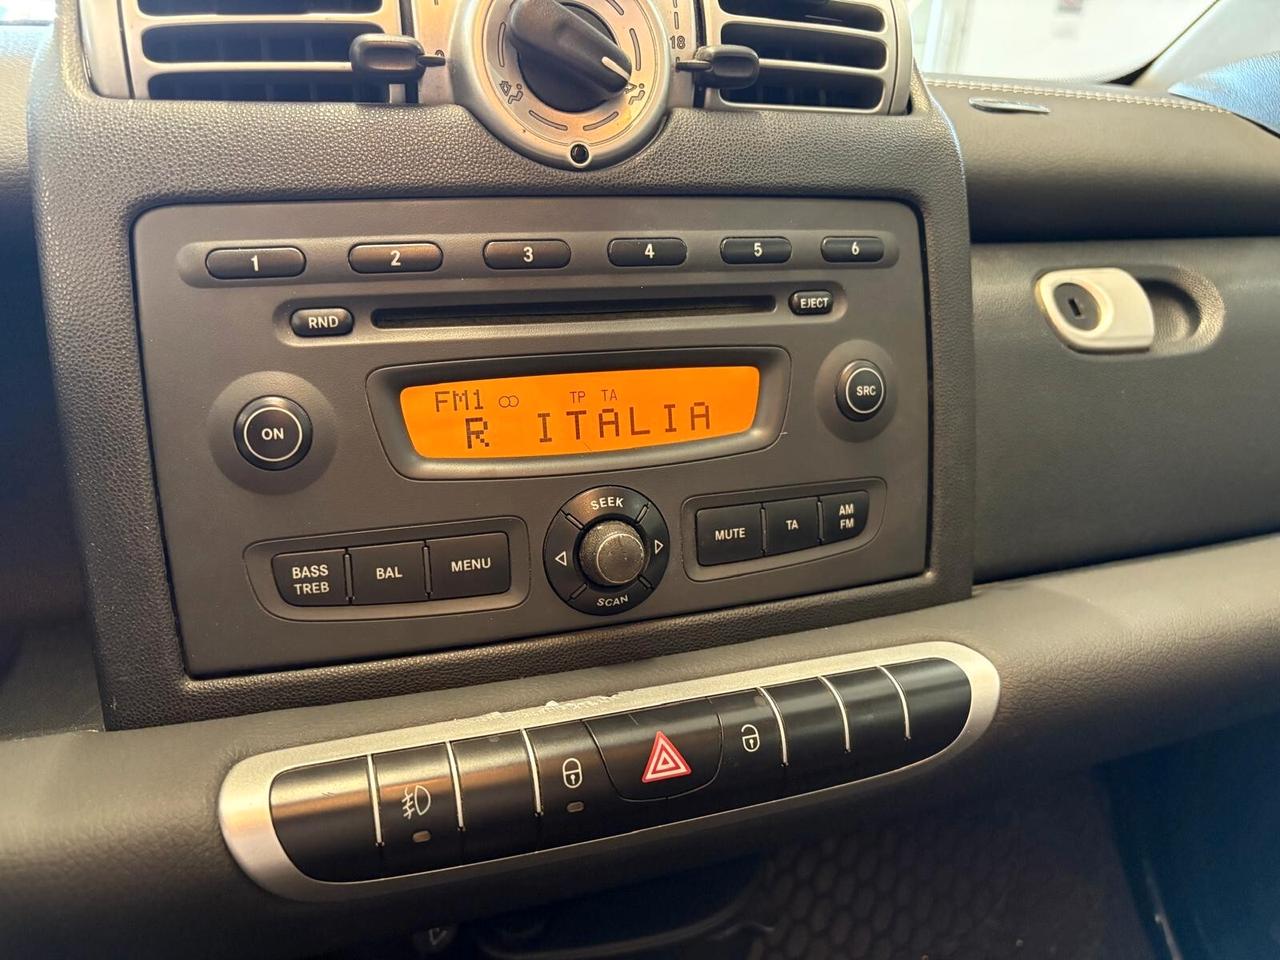 18
1 2 3 4 5 6
RND
EJECT
FM1 TP TA
R ITALIA
ON
SRC
SEEK
SCAN
BASS
TREB
BAL
MENU
MUTE
TA
AM
FM